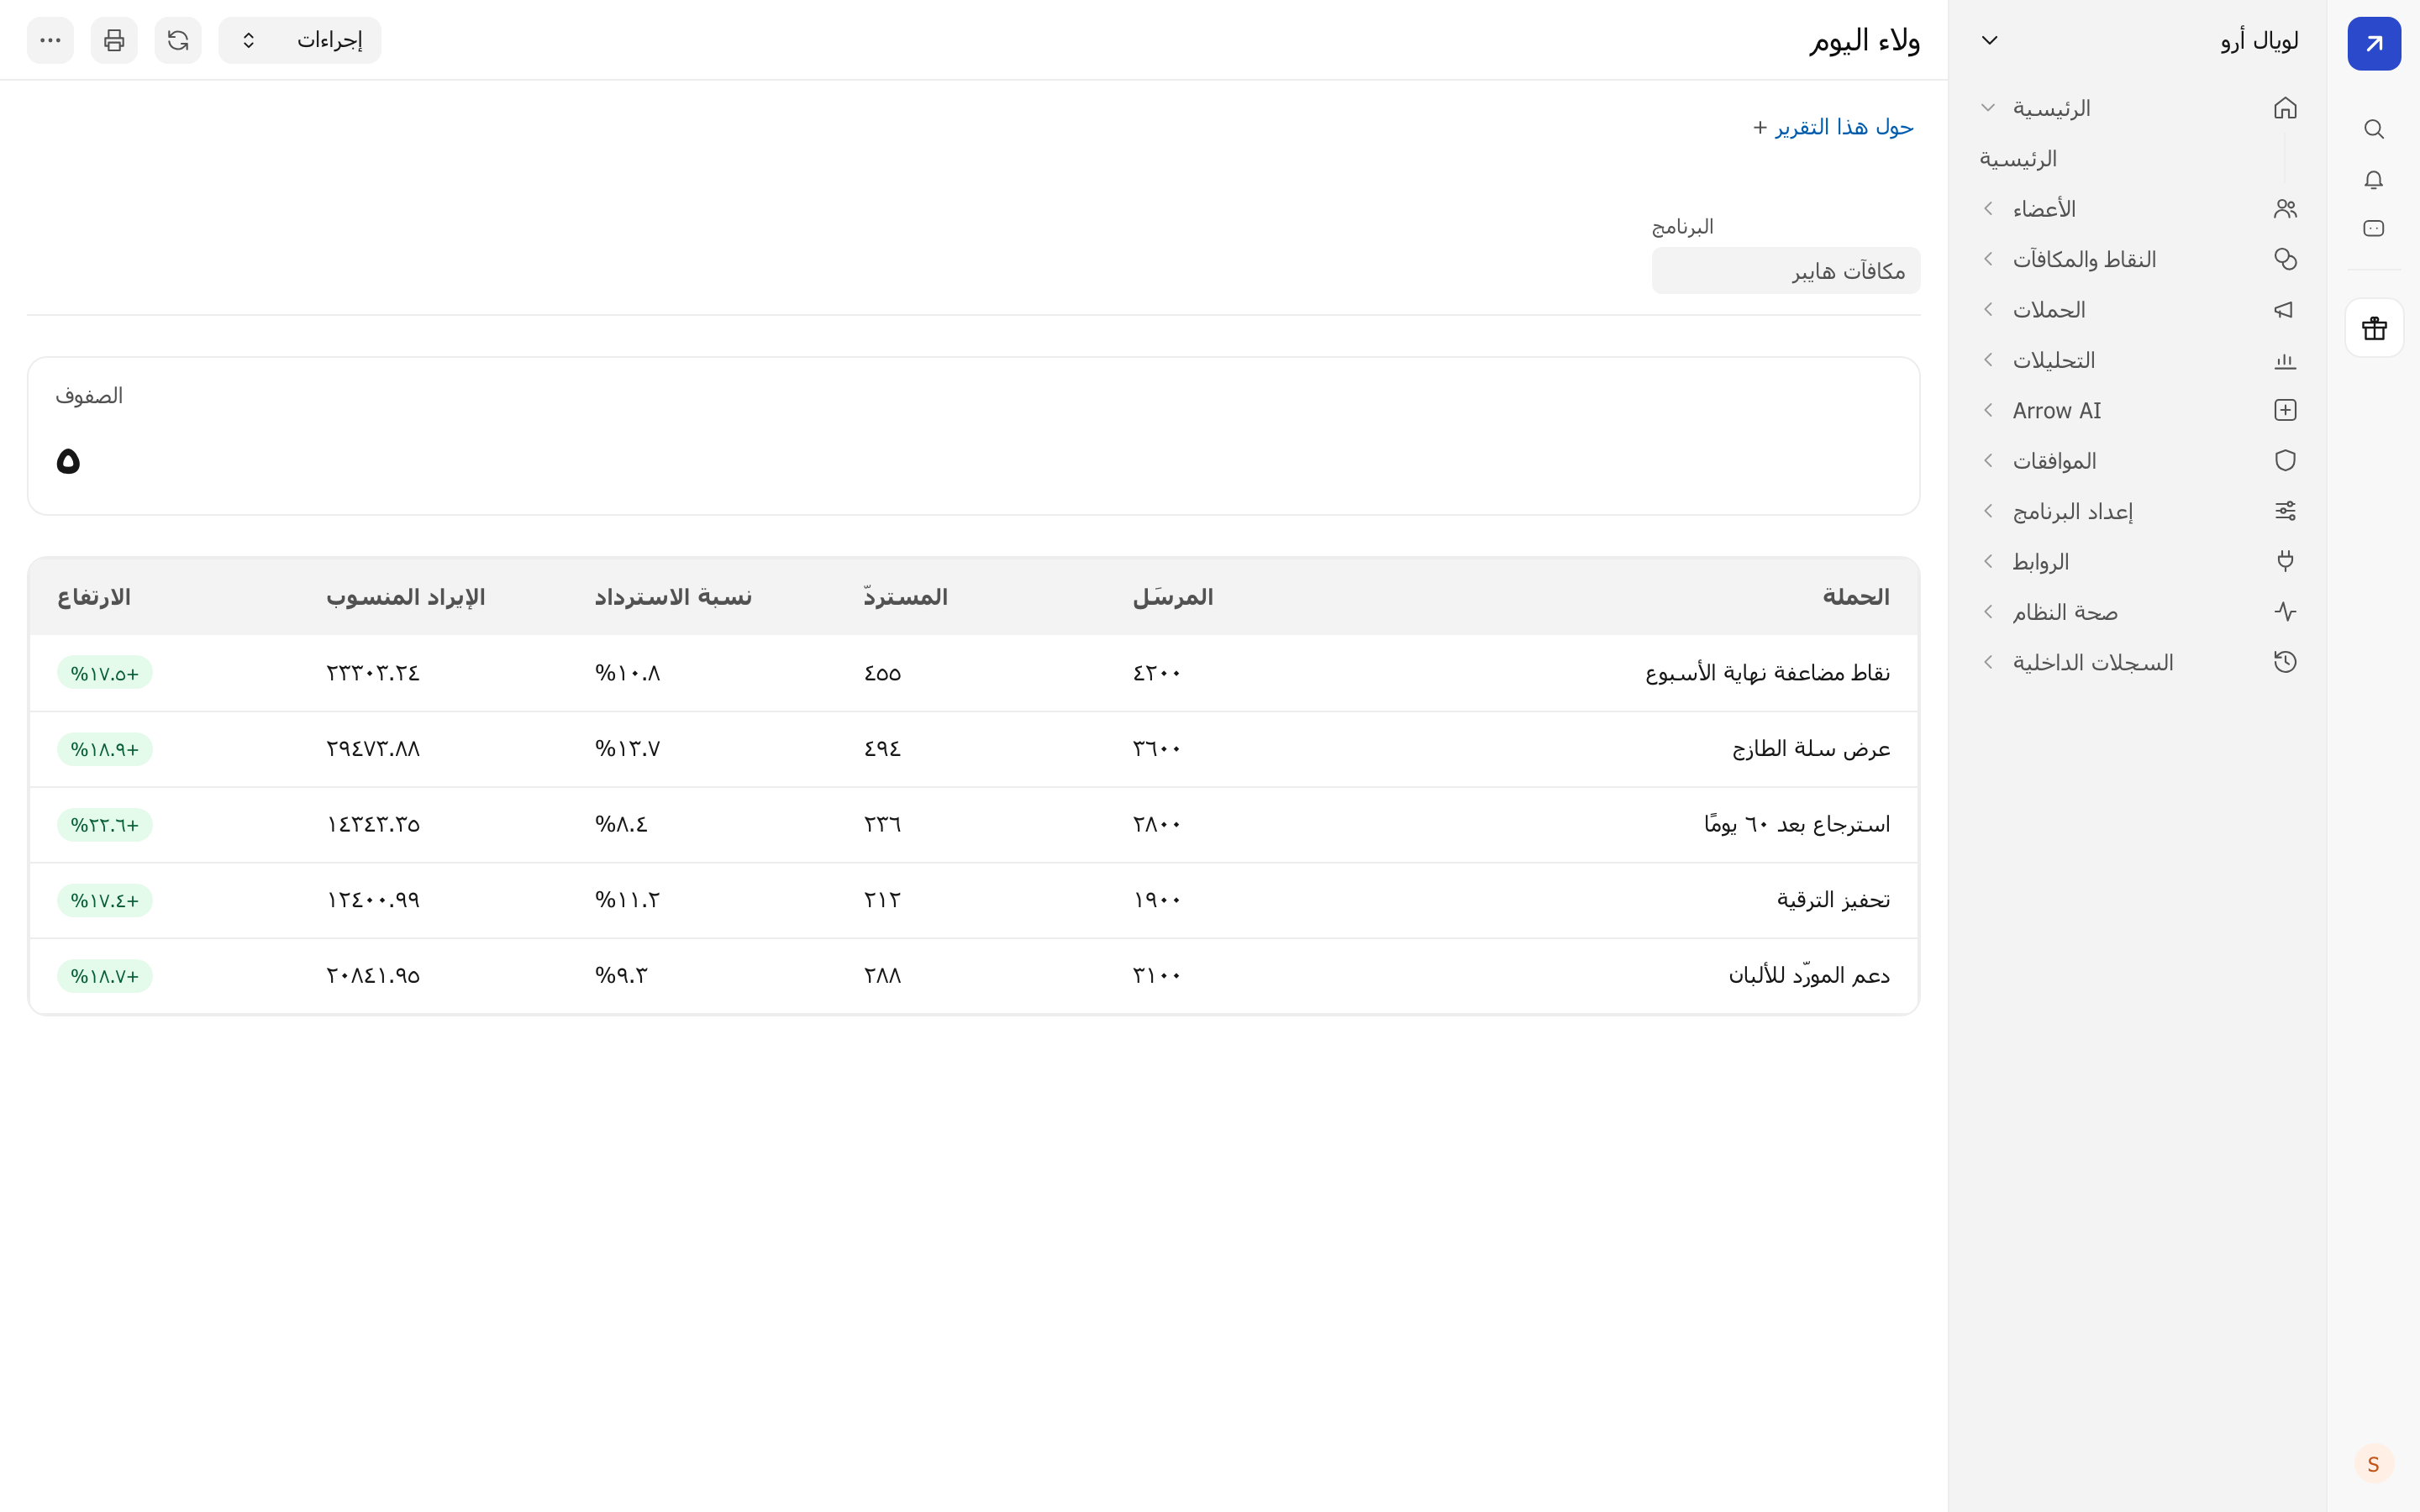 لويال أرو
الرئيسية
الرئيسية
الأعضاء
النقاط والمكافآت
الحملات
التحليلات
Arrow AI
الموافقات
إعداد البرنامج
الروابط
صحة النظام
السجلات الداخلية
S
ولاء اليوم
إجراءات
حول هذا التقرير +
البرنامج
مكافآت هايبر
الصفوف
٥
الحملة المرسَل المستردّ نسبة الاسترداد الإيراد المنسوب الارتفاع
نقاط مضاعفة نهاية الأسبوع ٤٢٠٠ ٤٥٥ ١٠.٨% ٢٣٣٠٣.٢٤ +١٧.٥%
عرض سلة الطازج ٣٦٠٠ ٤٩٤ ١٣.٧% ٢٩٤٧٣.٨٨ +١٨.٩%
استرجاع بعد ٦٠ يومًا ٢٨٠٠ ٢٣٦ ٨.٤% ١٤٣٤٣.٣٥ +٢٢.٦%
تحفيز الترقية ١٩٠٠ ٢١٢ ١١.٢% ١٢٤٠٠.٩٩ +١٧.٤%
دعم المورّد للألبان ٣١٠٠ ٢٨٨ ٩.٣% ٢٠٨٤١.٩٥ +١٨.٧%